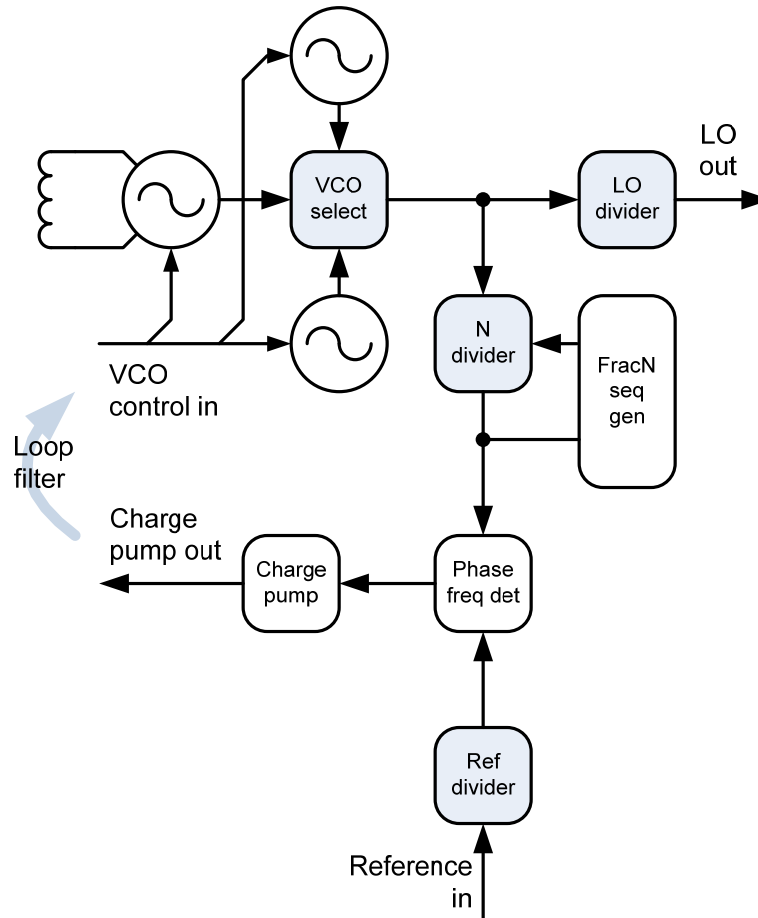 VCO
select
LO
divider
LO
out
N
divider
FracN
seq
gen
VCO
control in
Loop
filter
Charge
pump out
Charge
pump
Phase
freq det
Ref
divider
Reference
in